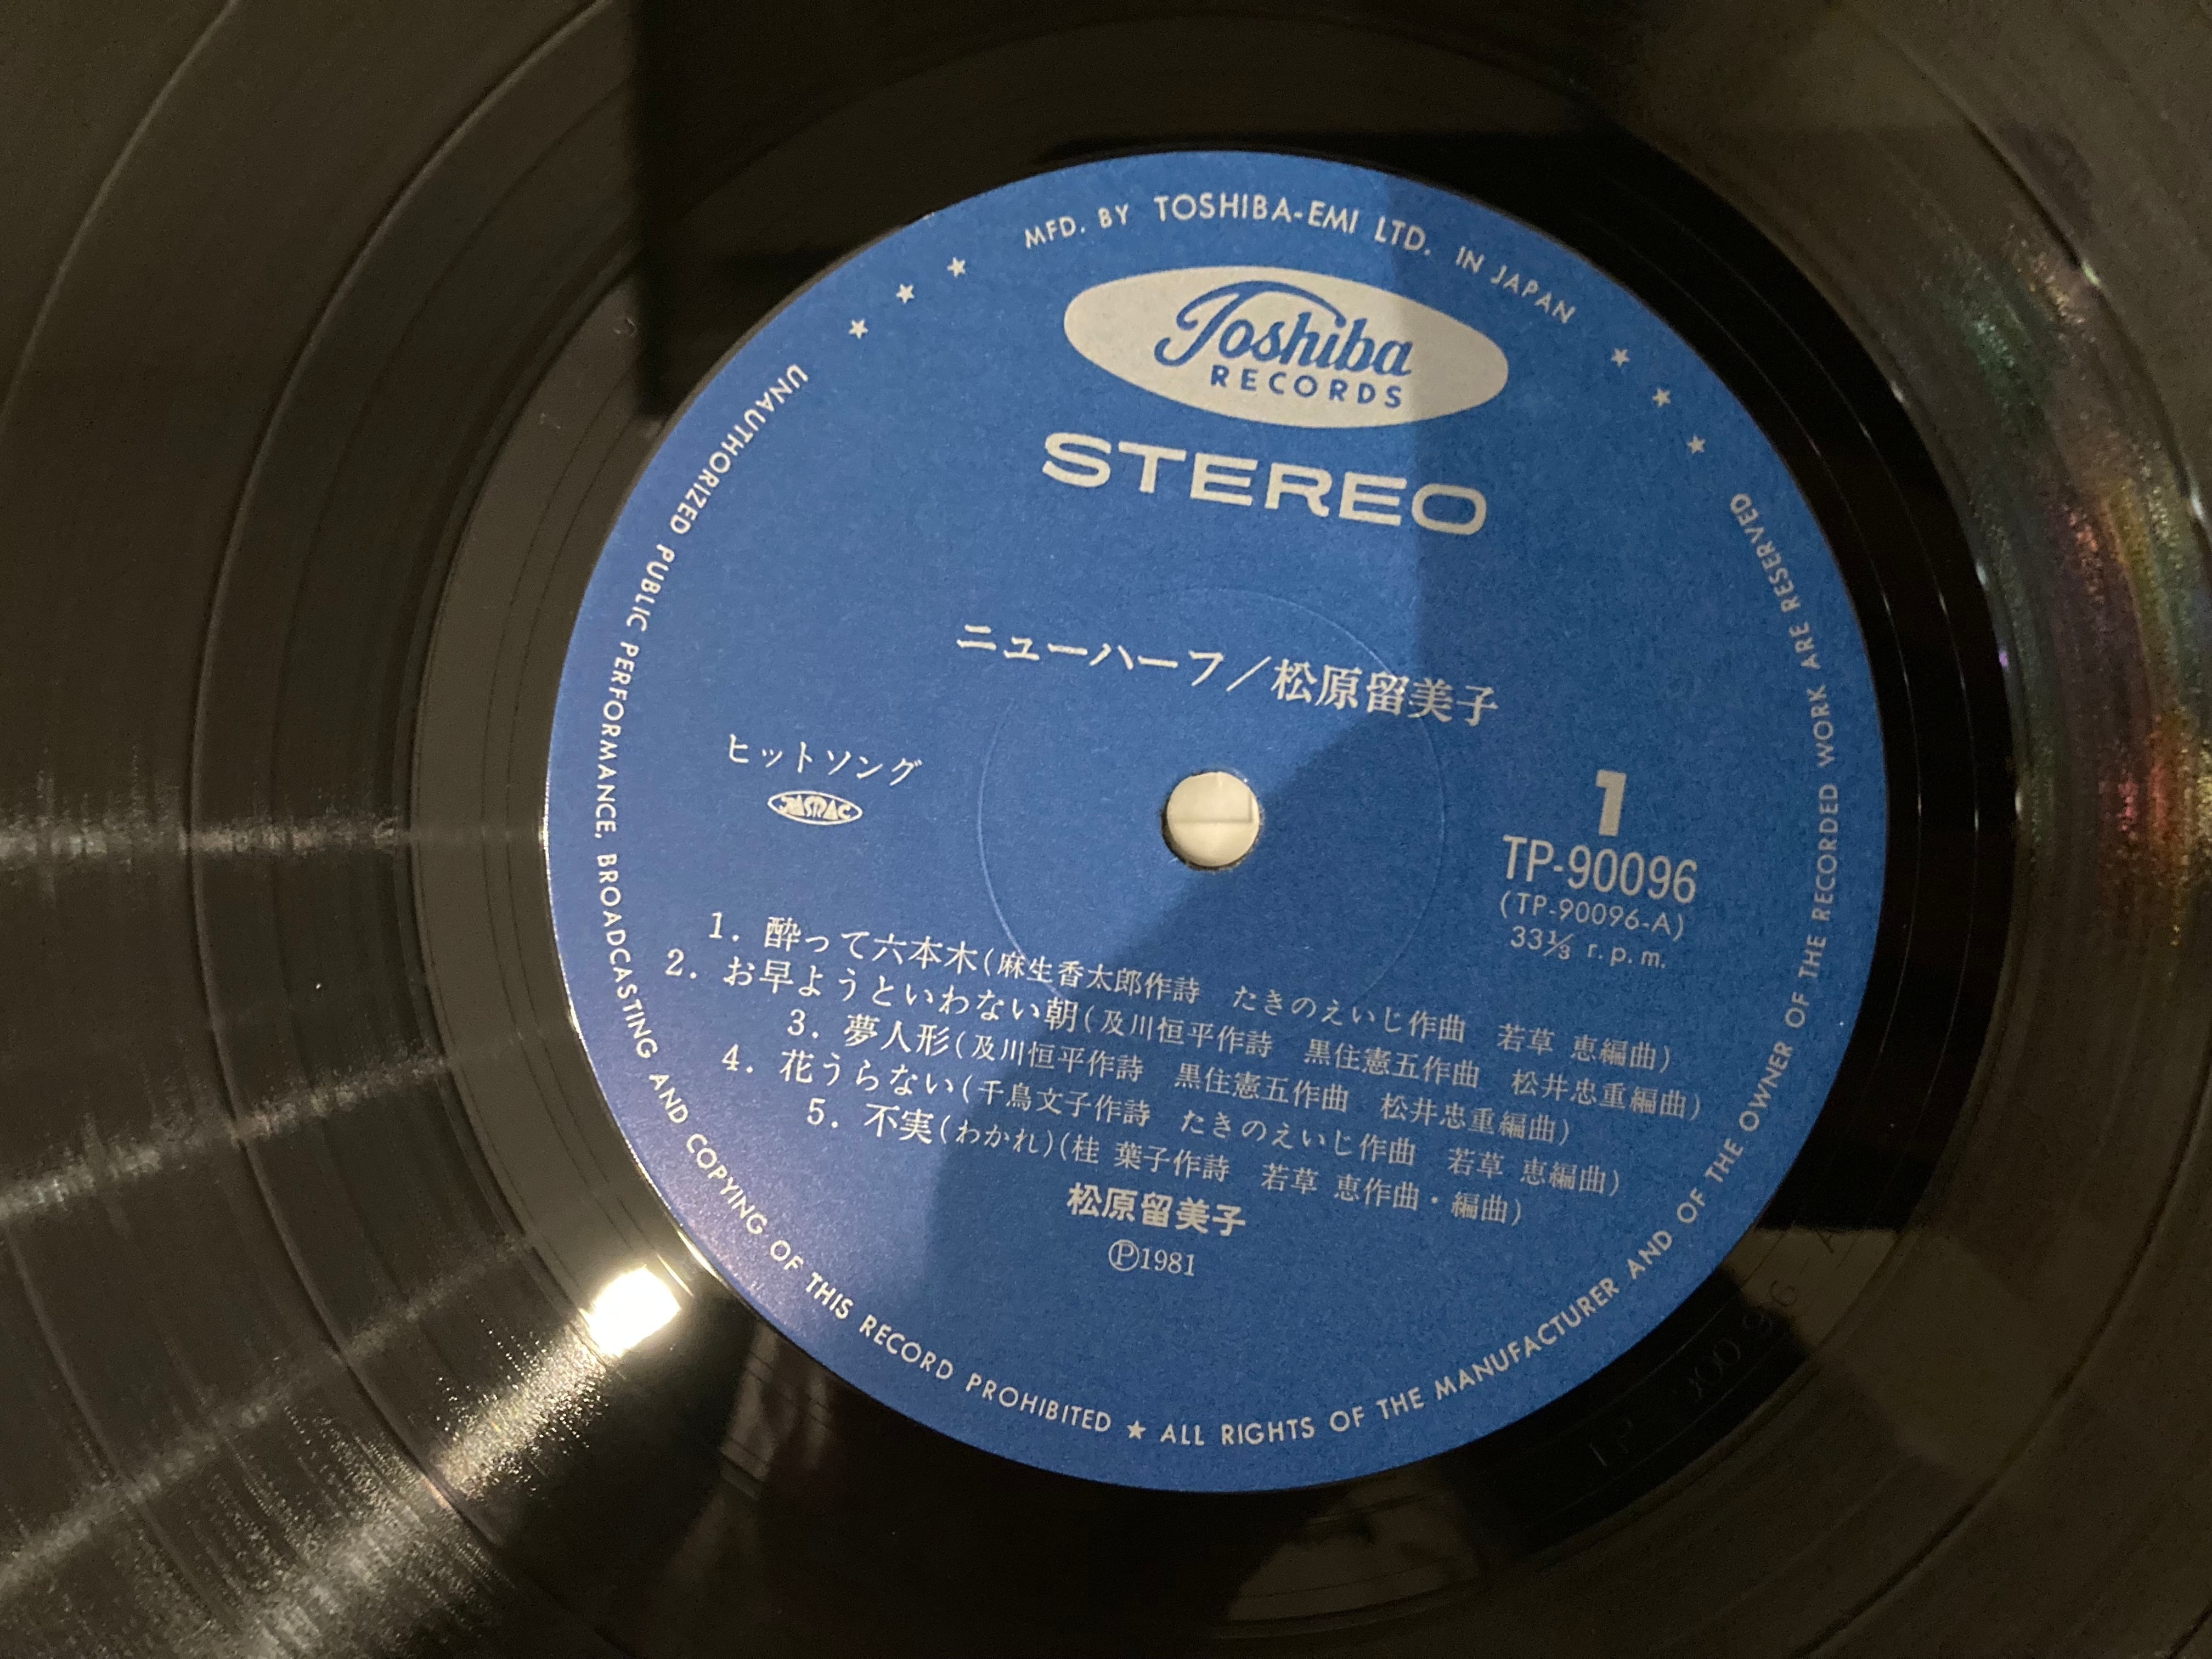 MFD. BY TOSHIBA-EMI LTD. IN JAPAN
Toshiba
RECORDS
STEREO
ニューハーフ／松原留美子
ヒットソング
JASRAC
1
TP-90096
(TP-90096-A)
33⅓ r.p.m.
1. 酔って六本木(麻生香太郎作詩 たきのえいじ作曲 若草 恵編曲)
2. お早ようといわない朝(及川恒平作詩 黒住憲五作曲 松井忠重編曲)
3. 夢人形(及川恒平作詩 黒住憲五作曲 松井忠重編曲)
4. 花うらない(千鳥文子作詩 たきのえいじ作曲 若草 恵編曲)
5. 不実(わかれ)(桂 葉子作詩 若草 恵作曲・編曲)
松原留美子
Ⓟ1981
UNAUTHORIZED PUBLIC PERFORMANCE, BROADCASTING AND COPYING OF THIS RECORD PROHIBITED ★ ALL RIGHTS OF THE MANUFACTURER AND OF THE OWNER OF THE RECORDED WORK ARE RESERVED